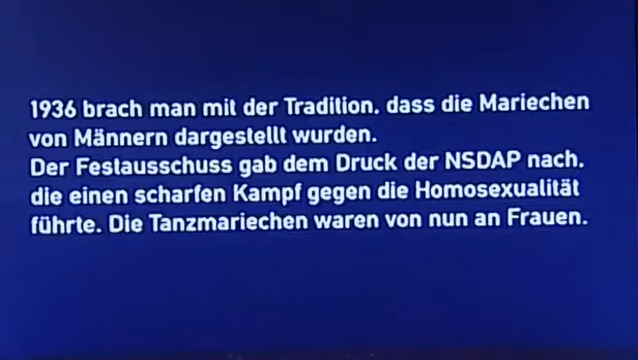 1936 brach man mit der Tradition, dass die Mariechen
von Männern dargestellt wurden.
Der Festausschuss gab dem Druck der NSDAP nach,
die einen scharfen Kampf gegen die Homosexualität
führte. Die Tanzmariechen waren von nun an Frauen.